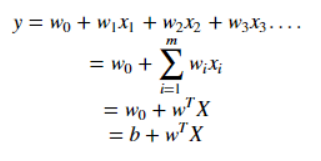 y = w₀ + w₁x₁ + w₂x₂ + w₃x₃ . . . .
= w₀ + ∑ᵢ₌₁ᵐ wᵢxᵢ
= w₀ + wᵀX
= b + wᵀX